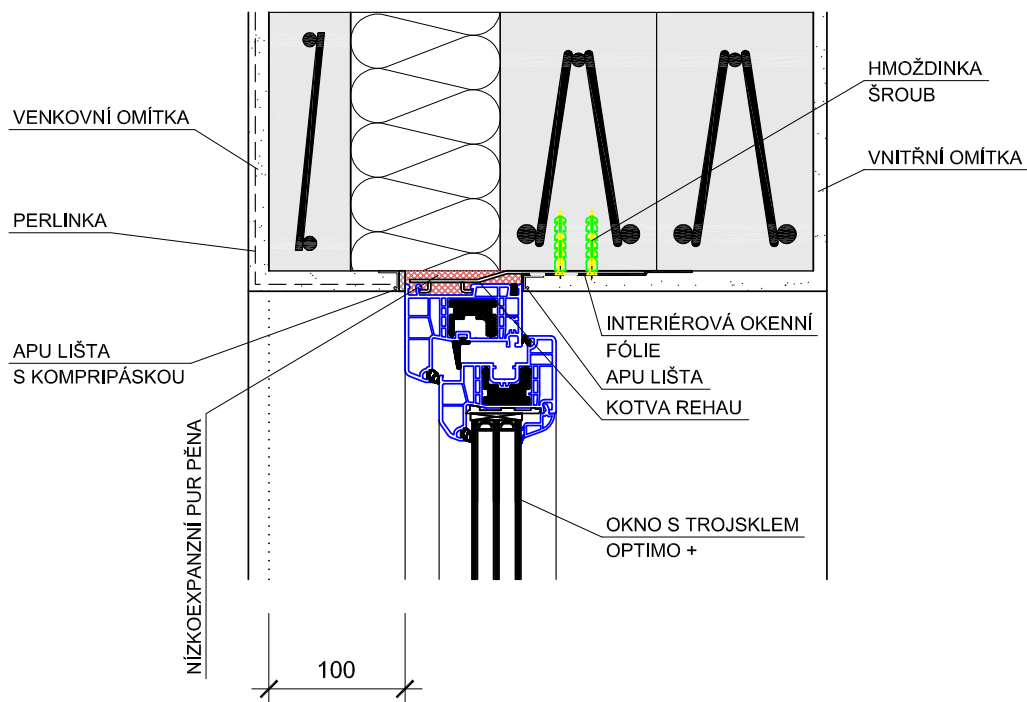 HMOŽDINKA
ŠROUB
VENKOVNÍ OMÍTKA
VNITŘNÍ OMÍTKA
PERLINKA
APU LIŠTA
S KOMPRIPÁSKOU
INTERIÉROVÁ OKENNÍ
FÓLIE
APU LIŠTA
KOTVA REHAU
NÍZKOEXPANZNÍ PUR PĚNA
OKNO S TROJSKLEM
OPTIMO +
100